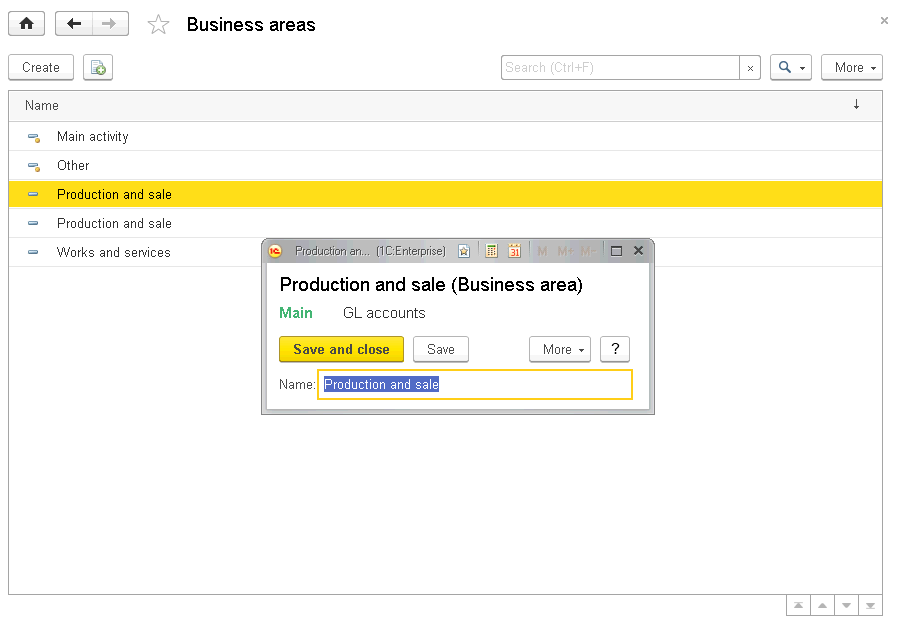 Business areas
Create
Search (Ctrl+F)
More
Name
Main activity
Other
Production and sale
Production and sale
Works and services
1C Production an... (1C:Enterprise) 31 M M+ M-
Production and sale (Business area)
Main GL accounts
Save and close Save More ?
Name: Production and sale